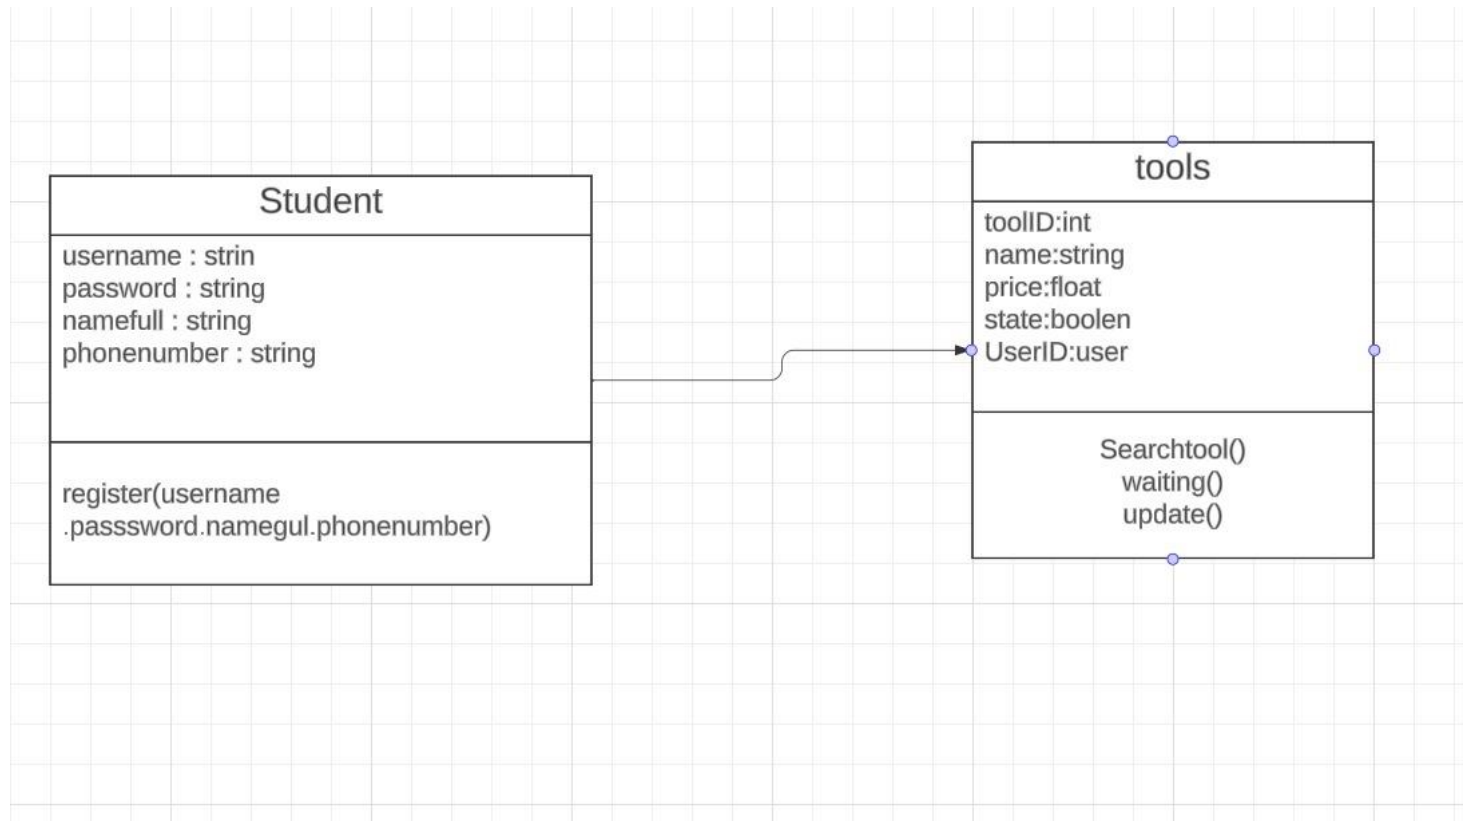 Student
username : strin
password : string
namefull : string
phonenumber : string
register(username
.passsword.namegul.phonenumber)
tools
toolID:int
name:string
price:float
state:boolen
UserID:user
Searchtool()
waiting()
update()